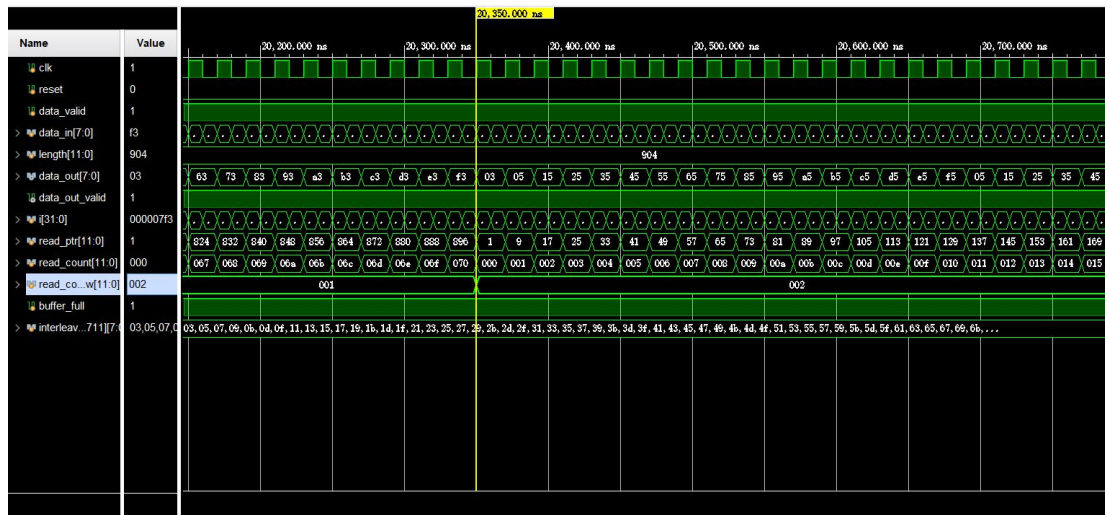 20,350.000 ns
Name Value 20,200.000 ns 20,300.000 ns 20,400.000 ns 20,500.000 ns 20,600.000 ns 20,700.000 ns
clk 1
reset 0
data_valid 1
data_in[7:0] f3
length[11:0] 904 904
data_out[7:0] 03 63 73 83 93 a3 b3 c3 d3 e3 f3 03 05 15 25 35 45 55 65 75 85 95 a5 b5 c5 d5 e5 f5 05 15 25 35 45
data_out_valid 1
i[31:0] 000007f3
read_ptr[11:0] 1 824 832 840 848 856 864 872 880 888 896 1 9 17 25 33 41 49 57 65 73 81 89 97 105 113 121 129 137 145 153 161 169
read_count[11:0] 000 067 068 069 06a 06b 06c 06d 06e 06f 070 000 001 002 003 004 005 006 007 008 009 00a 00b 00c 00d 00e 00f 010 011 012 013 014 015
read_co...w[11:0] 002 001 002
buffer_full 1
interleav...711][7:0 03,05,07,0 03,05,07,09,0b,0d,0f,11,13,15,17,19,1b,1d,1f,21,23,25,27,29,2b,2d,2f,31,33,35,37,39,3b,3d,3f,41,43,45,47,49,4b,4d,4f,51,53,55,57,59,5b,5d,5f,61,63,65,67,69,6b,...